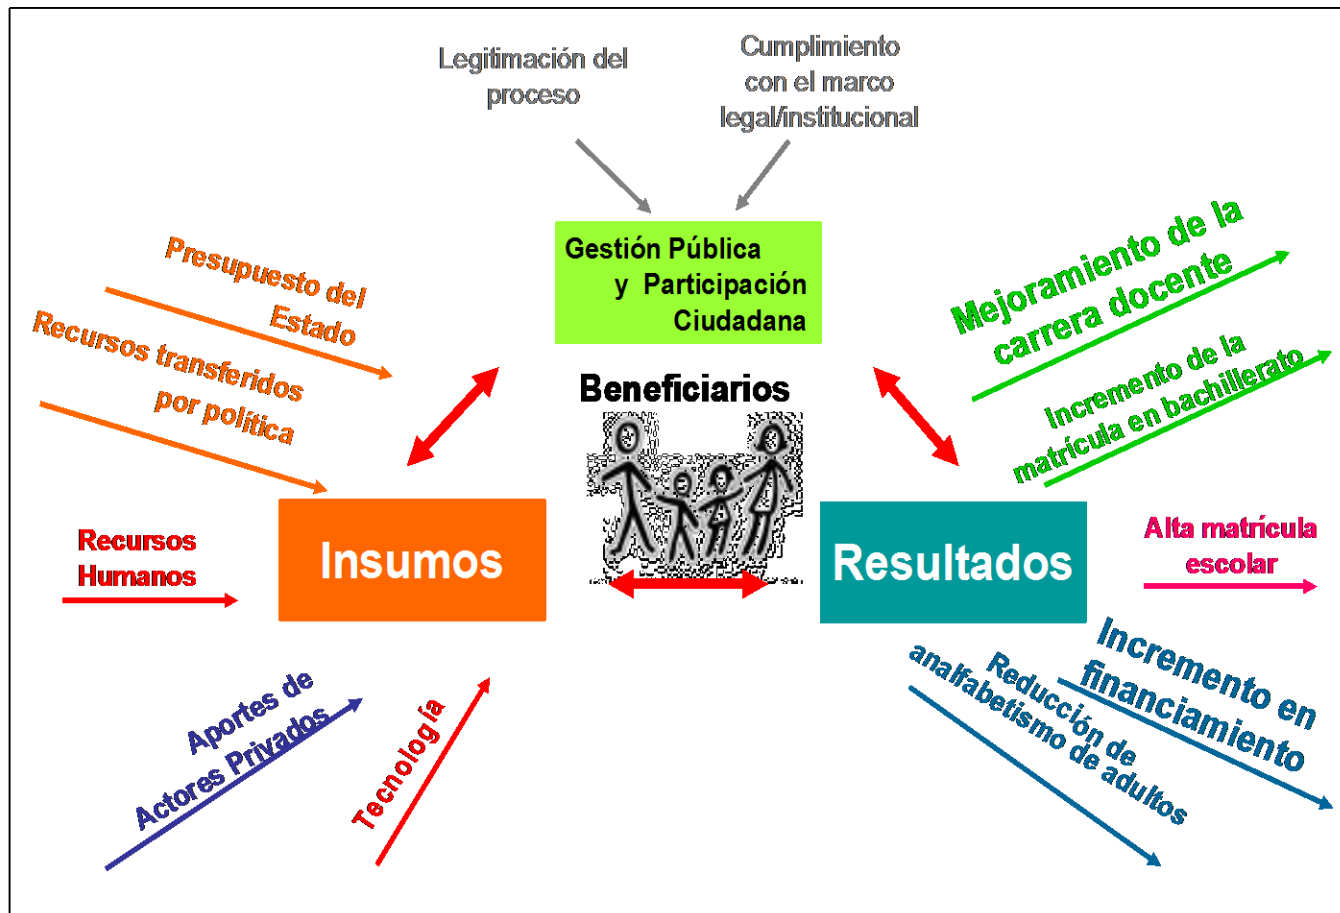 Legitimación del
proceso
Cumplimiento
con el marco
legal/institucional
Gestión Pública
y Participación
Ciudadana
Presupuesto del
Estado
Recursos transferidos
por política
Recursos
Humanos
Aportes de
Actores Privados
Tecnología
Insumos
Beneficiarios
Resultados
Mejoramiento de la
carrera docente
Incremento de la
matrícula en bachillerato
Alta matrícula
escolar
Incremento en
financiamiento
Reducción de
analfabetismo de adultos